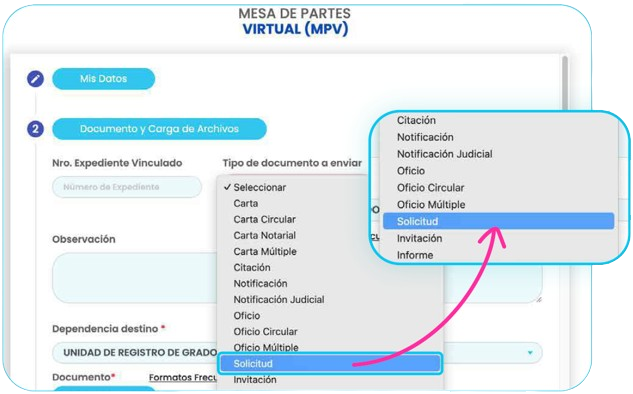 MESA DE PARTES
VIRTUAL (MPV)
Mis Datos
2 Documento y Carga de Archivos
Nro. Expediente Vinculado
Número de Expediente
Tipo de documento a enviar
✓ Seleccionar
Carta
Carta Circular
Carta Notarial
Carta Múltiple
Citación
Notificación
Notificación Judicial
Oficio
Oficio Circular
Oficio Múltiple
Solicitud
Invitación
Citación
Notificación
Notificación Judicial
Oficio
Oficio Circular
Oficio Múltiple
Solicitud
Invitación
Informe
Observación
Dependencia destino *
UNIDAD DE REGISTRO DE GRADO
Documento* Formatos Frecu